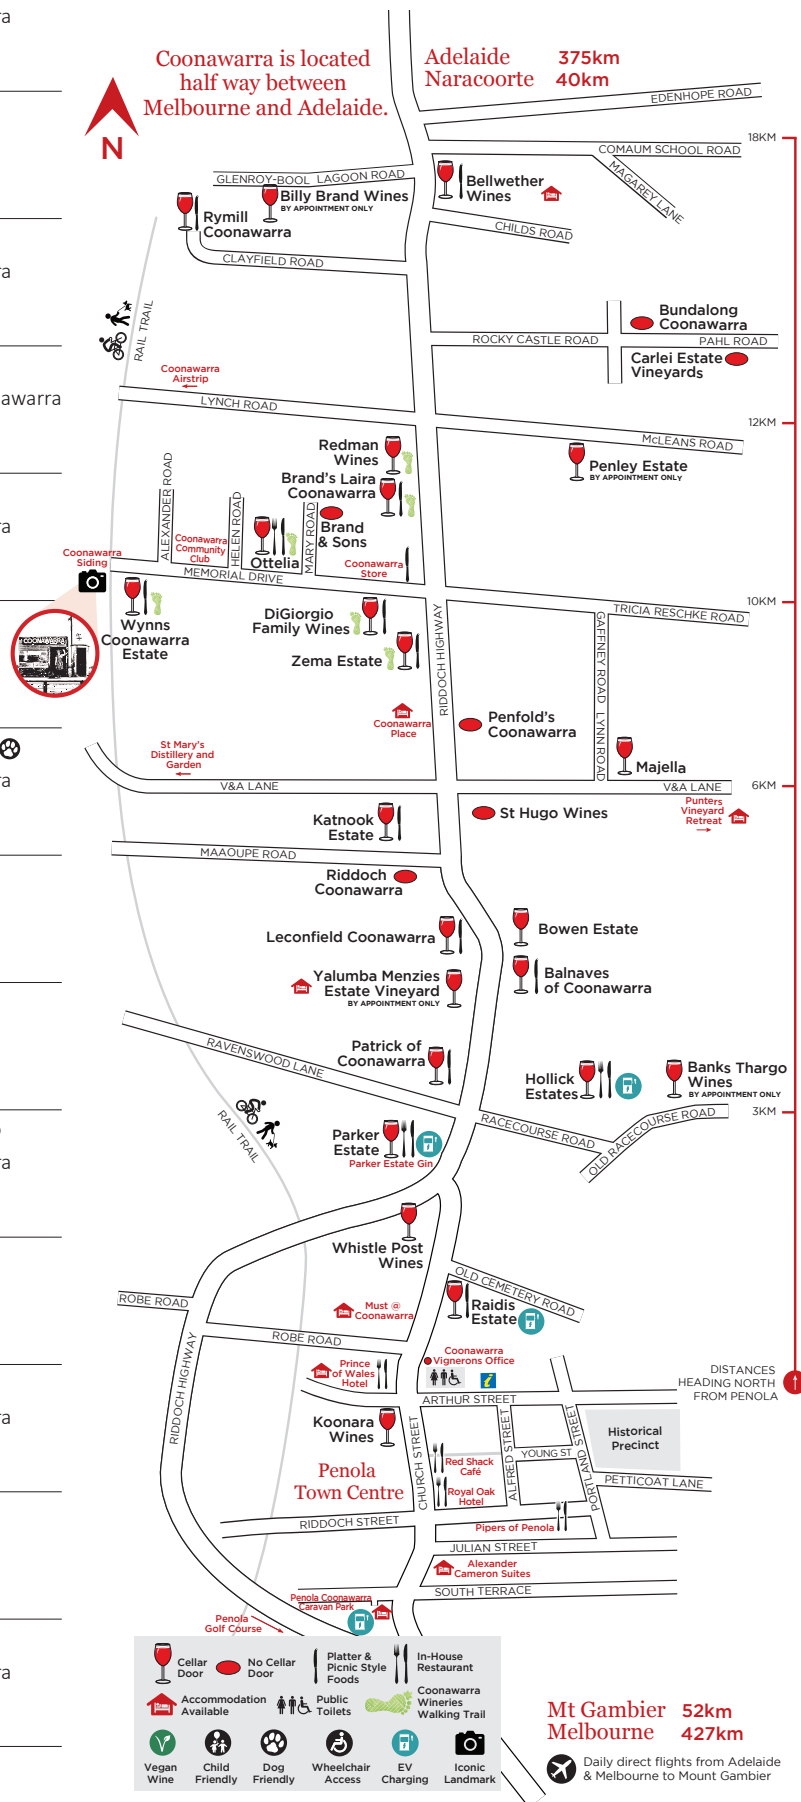 ra
Coonawarra is located
half way between
Melbourne and Adelaide.
Adelaide 375km
Naracoorte 40km
N
EDENHOPE ROAD
18KM
COMAUM SCHOOL ROAD
MAGAREY LANE
GLENROY-BOOL LAGOON ROAD
Bellwether
Wines
Billy Brand Wines
BY APPOINTMENT ONLY
Rymill
Coonawarra
CHILDS ROAD
CLAYFIELD ROAD
ra
RAIL TRAIL
Bundalong
Coonawarra
ROCKY CASTLE ROAD
PAHL ROAD
Carlei Estate
Vineyards
Coonawarra
Airstrip
awarra
LYNCH ROAD
12KM
McLEANS ROAD
Redman
Wines
Penley Estate
BY APPOINTMENT ONLY
Brand's Laira
Coonawarra
ALEXANDER ROAD
HELEN ROAD
MARY ROAD
Brand
& Sons
ra
Coonawarra
Community
Club
Ottelia
Coonawarra
Siding
Coonawarra
Store
MEMORIAL DRIVE
10KM
TRICIA RESCHKE ROAD
COONAWARRA
Wynns
Coonawarra
Estate
DiGiorgio
Family Wines
Zema Estate
RIDDOCH HIGHWAY
GAFFNEY ROAD
LYNN ROAD
Coonawarra
Place
Penfold's
Coonawarra
St Mary's
Distillery and
Garden
Majella
ra
V&A LANE
V&A LANE
6KM
Punters
Vineyard
Retreat
Katnook
Estate
St Hugo Wines
MAAOUPE ROAD
Riddoch
Coonawarra
Bowen Estate
Leconfield Coonawarra
Yalumba Menzies
Estate Vineyard
BY APPOINTMENT ONLY
Balnaves
of Coonawarra
RAVENSWOOD LANE
Patrick of
Coonawarra
Hollick
Estates
Banks Thargo
Wines
BY APPOINTMENT ONLY
3KM
RACECOURSE ROAD
OLD RACECOURSE ROAD
RAIL TRAIL
Parker
Estate
Parker Estate Gin
ra
Whistle Post
Wines
OLD CEMETERY ROAD
ROBE ROAD
Must @
Coonawarra
Raidis
Estate
ROBE ROAD
RIDDOCH HIGHWAY
Prince
of Wales
Hotel
Coonawarra
Vignerons Office
i
DISTANCES
HEADING NORTH
FROM PENOLA
ARTHUR STREET
ra
Koonara
Wines
CHURCH STREET
ALFRED STREET
PORTLAND STREET
Historical
Precinct
YOUNG ST
Red Shack
Café
Penola
Town Centre
PETTICOAT LANE
Royal Oak
Hotel
RIDDOCH STREET
Pipers of Penola
JULIAN STREET
Alexander
Cameron Suites
SOUTH TERRACE
Penola Coonawarra
Caravan Park
Penola
Golf Course
ra
Cellar
Door
No Cellar
Door
Platter &
Picnic Style
Foods
In-House
Restaurant
Accommodation
Available
Public
Toilets
Coonawarra
Wineries
Walking Trail
V
Vegan
Wine
Child
Friendly
Dog
Friendly
Wheelchair
Access
EV
Charging
Iconic
Landmark
Mt Gambier 52km
Melbourne 427km
Daily direct flights from Adelaide
& Melbourne to Mount Gambier